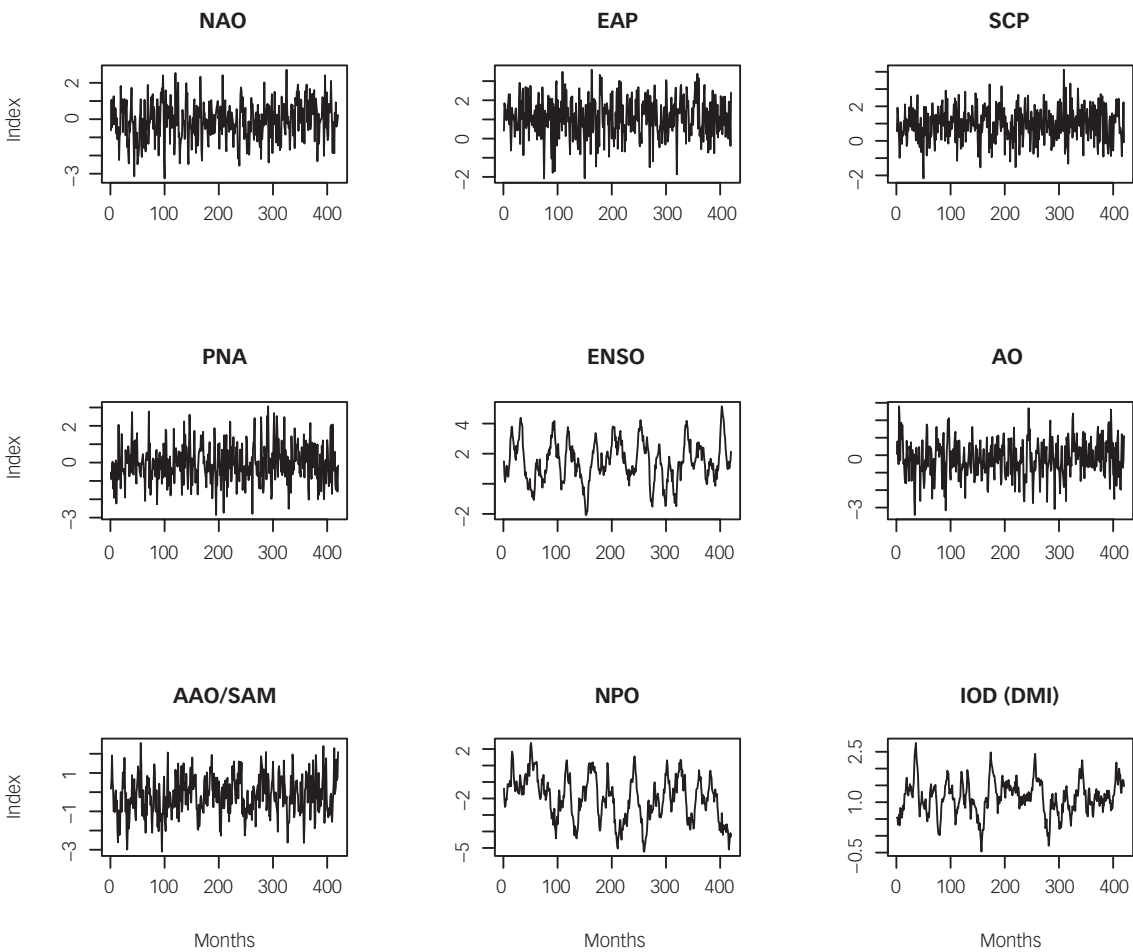 NAO EAP SCP
Index
2
0
−3
2
0
−2
2
0
−2
0 100 200 300 400 0 100 200 300 400 0 100 200 300 400
PNA ENSO AO
Index
2
0
−3
4
2
−2
0
−3
0 100 200 300 400 0 100 200 300 400 0 100 200 300 400
AAO/SAM NPO IOD (DMI)
Index
1
−1
−3
2
−2
−5
2.5
1.0
−0.5
0 100 200 300 400 0 100 200 300 400 0 100 200 300 400
Months Months Months